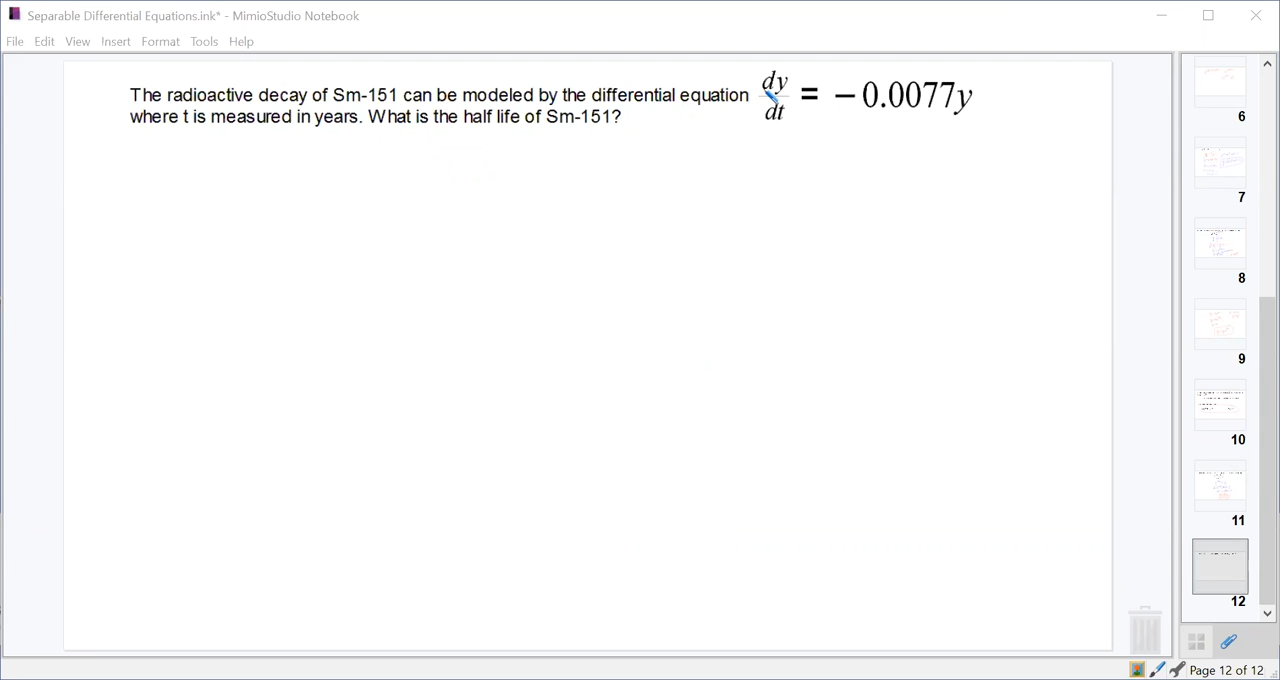 Separable Differential Equations.ink* - MimioStudio Notebook
File Edit View Insert Format Tools Help
The radioactive decay of Sm-151 can be modeled by the differential equation dy/dt = −0.0077y
where t is measured in years. What is the half life of Sm-151?
6
7
8
9
10
11
12
Page 12 of 12